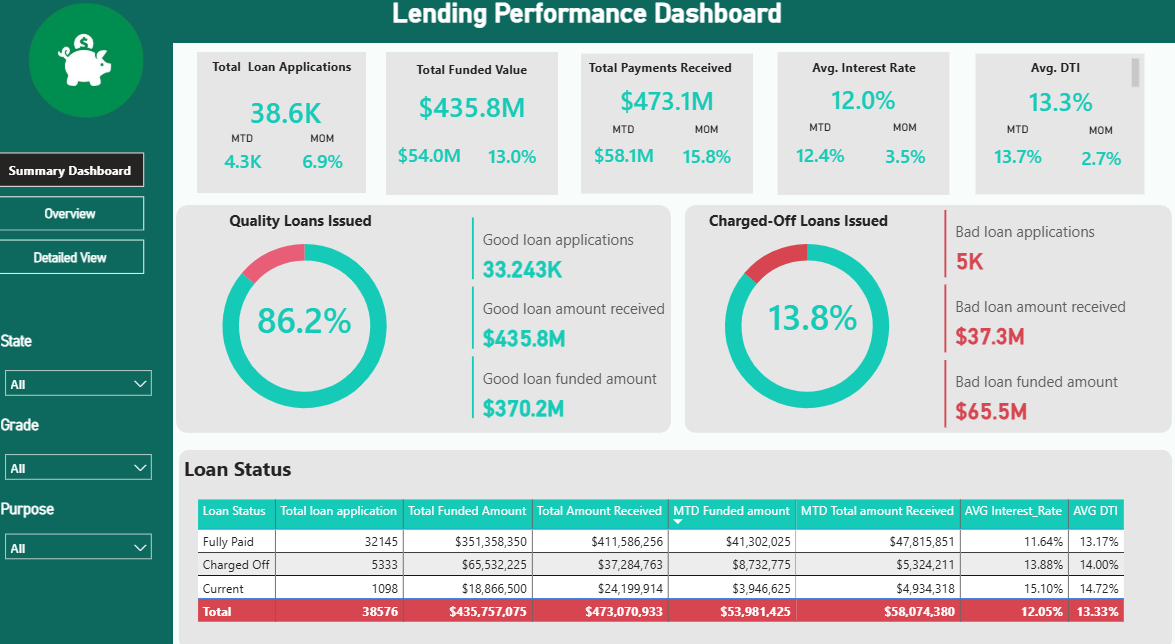 Lending Performance Dashboard
$
Summary Dashboard
Overview
Detailed View
State
All
Grade
All
Purpose
All
Total Loan Applications
38.6K
MTD MOM
4.3K 6.9%
Total Funded Value
$435.8M
$54.0M 13.0%
Total Payments Received
$473.1M
MTD MOM
$58.1M 15.8%
Avg. Interest Rate
12.0%
MTD MOM
12.4% 3.5%
Avg. DTI
13.3%
MTD MOM
13.7% 2.7%
Quality Loans Issued
86.2%
Good loan applications
33.243K
Good loan amount received
$435.8M
Good loan funded amount
$370.2M
Charged-Off Loans Issued
13.8%
Bad loan applications
5K
Bad loan amount received
$37.3M
Bad loan funded amount
$65.5M
Loan Status
Loan Status Total loan application Total Funded Amount Total Amount Received MTD Funded amount MTD Total amount Received AVG Interest_Rate AVG DTI
Fully Paid 32145 $351,358,350 $411,586,256 $41,302,025 $47,815,851 11.64% 13.17%
Charged Off 5333 $65,532,225 $37,284,763 $8,732,775 $5,324,211 13.88% 14.00%
Current 1098 $18,866,500 $24,199,914 $3,946,625 $4,934,318 15.10% 14.72%
Total 38576 $435,757,075 $473,070,933 $53,981,425 $58,074,380 12.05% 13.33%